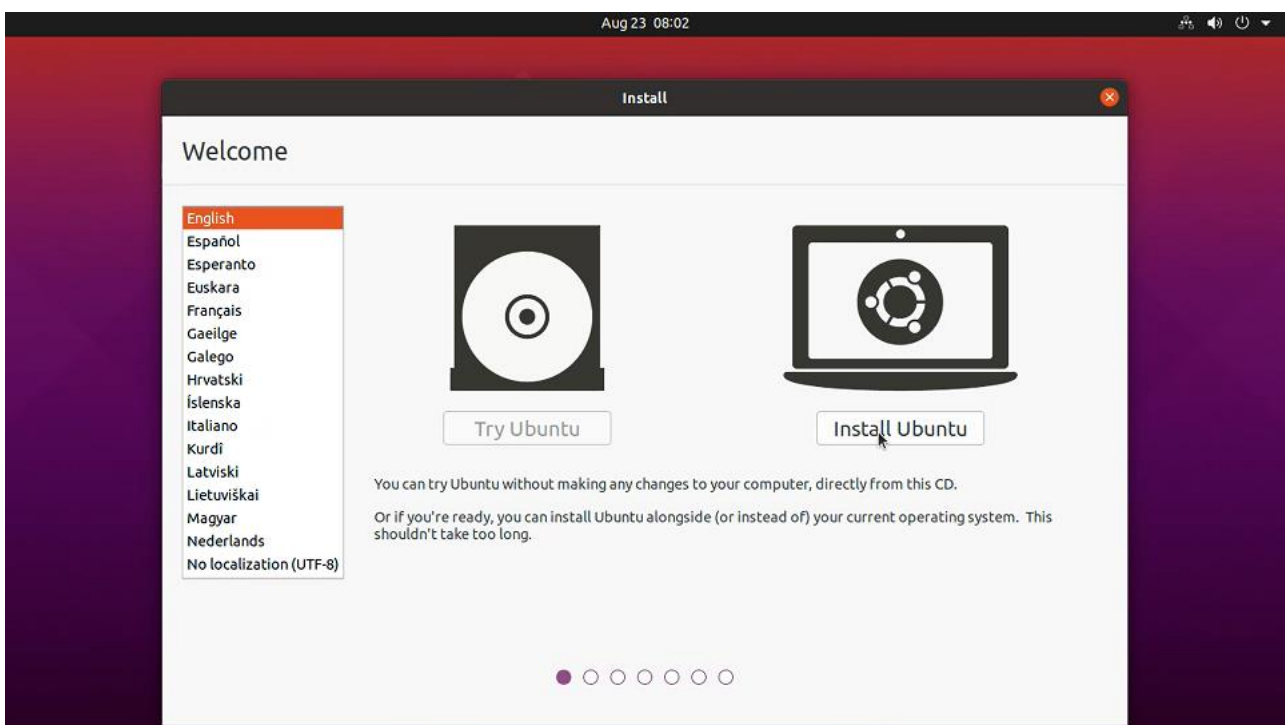 Aug 23 08:02
Install
Welcome
English
Español
Esperanto
Euskara
Français
Gaeilge
Galego
Hrvatski
Íslenska
Italiano
Kurdî
Latviski
Lietuviškai
Magyar
Nederlands
No localization (UTF-8)
Try Ubuntu
Install Ubuntu
You can try Ubuntu without making any changes to your computer, directly from this CD.
Or if you're ready, you can install Ubuntu alongside (or instead of) your current operating system. This
shouldn't take too long.